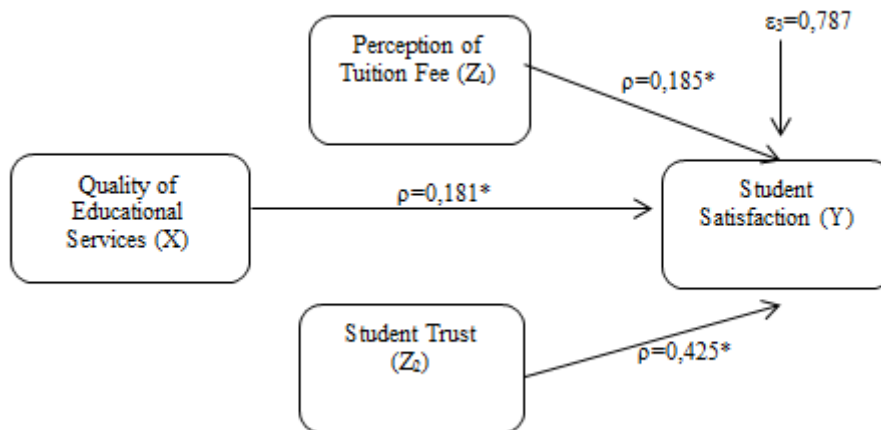 ε₃=0,787
Perception of
Tuition Fee (Z₁)
ρ=0,185*
Quality of
Educational
Services (X)
ρ=0,181*
Student
Satisfaction (Y)
Student Trust
(Z₂)
ρ=0,425*